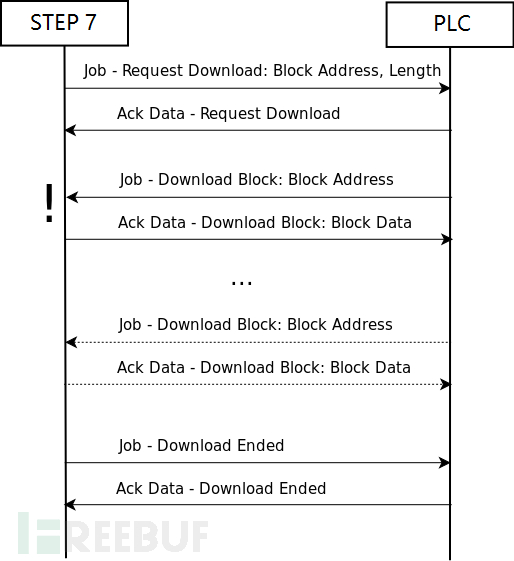 STEP 7
PLC
Job - Request Download: Block Address, Length
Ack Data - Request Download
Job - Download Block: Block Address
!
Ack Data - Download Block: Block Data
...
Job - Download Block: Block Address
Ack Data - Download Block: Block Data
Job - Download Ended
Ack Data - Download Ended
FREEBUF